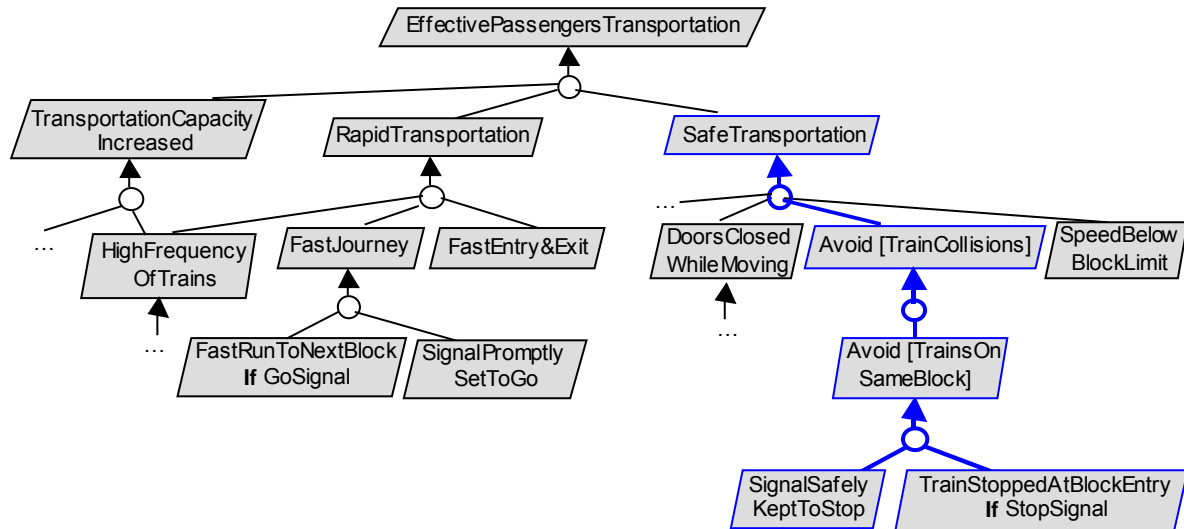 EffectivePassengersTransportation
TransportationCapacity
Increased
RapidTransportation
SafeTransportation
...
HighFrequency
OfTrains
...
FastJourney
FastEntry&Exit
...
DoorsClosed
WhileMoving
...
Avoid [TrainCollisions]
SpeedBelow
BlockLimit
FastRunToNextBlock
If GoSignal
SignalPromptly
SetToGo
Avoid [TrainsOn
SameBlock]
SignalSafely
KeptToStop
TrainStoppedAtBlockEntry
If StopSignal